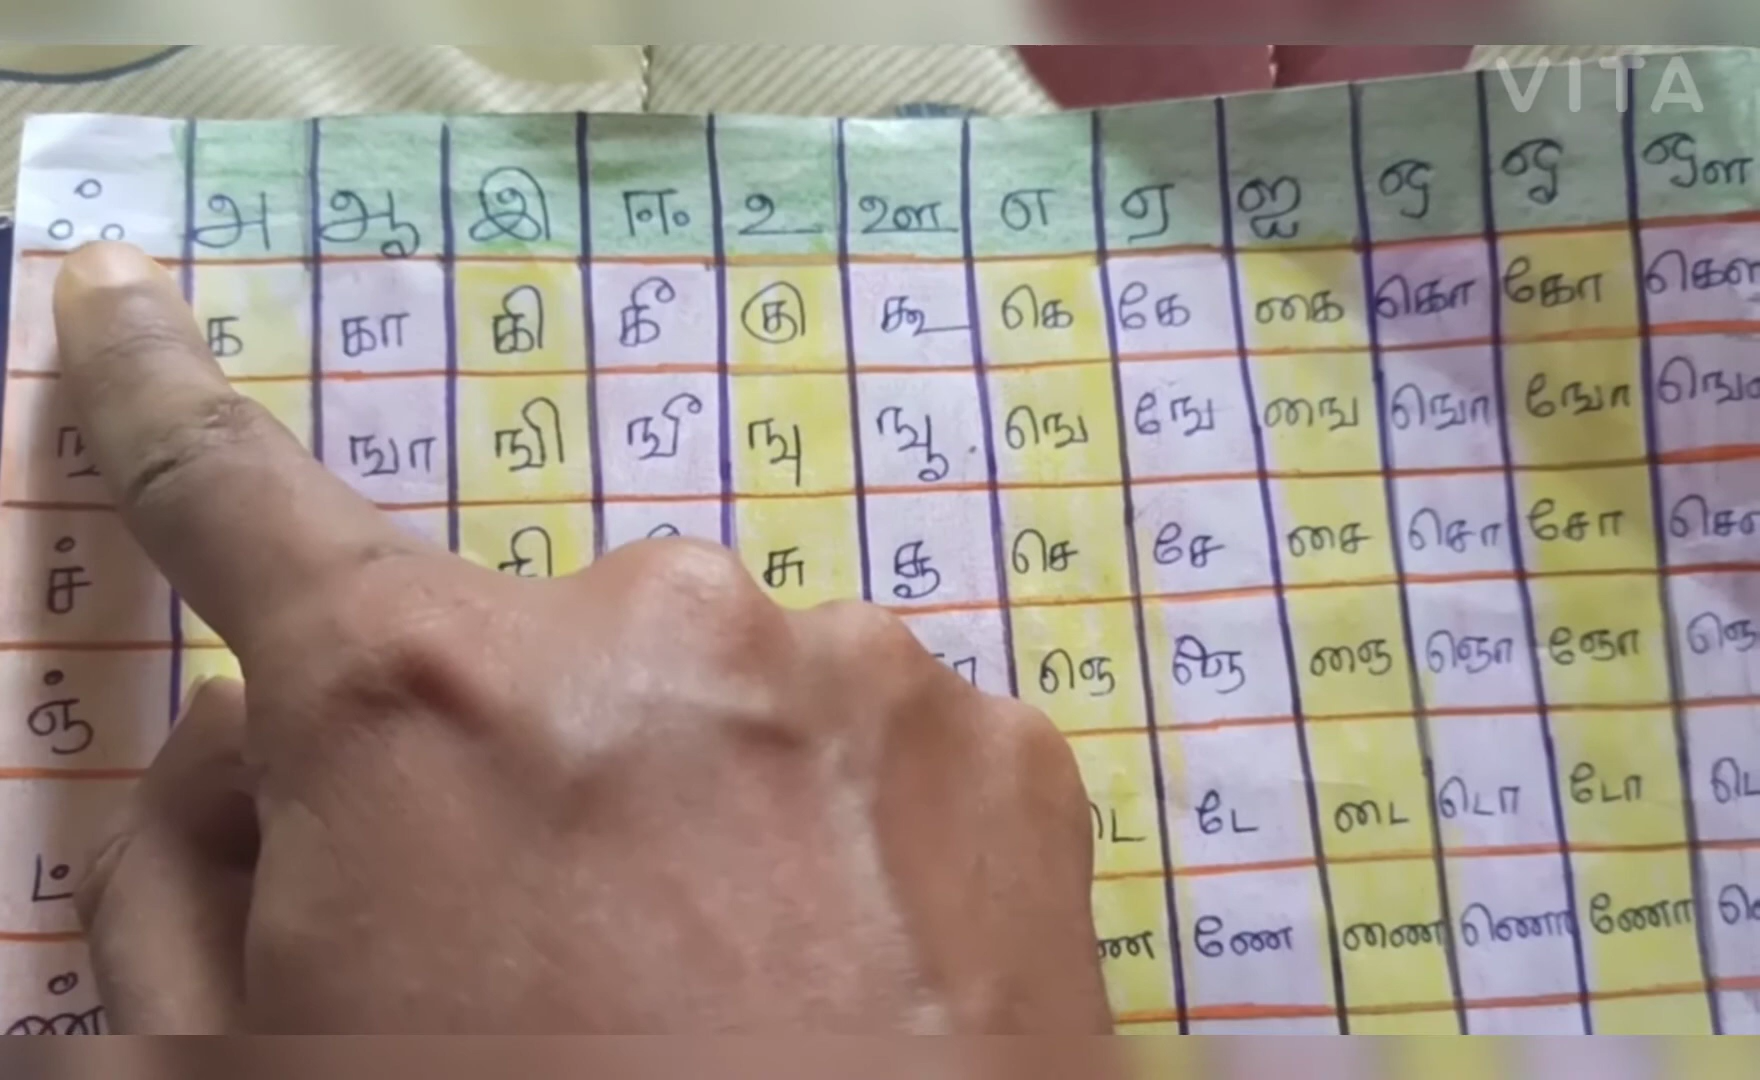 VITA
ஃ அ ஆ இ ஈ உ ஊ எ ஏ ஐ ஒ ஓ ஔ
க கா கி கீ கு கூ கெ கே கை கொ கோ கௌ
ஙா ஙி ஙீ ஙு ஙூ ஙெ ஙே ஙை ஙொ ஙோ
ச் சு சூ செ சே சை சொ சோ
ஞ் ஞெ ஞே ஞை ஞொ ஞோ
ட் டே டை டொ டோ
ண் ணே ணை ணொ ணோ